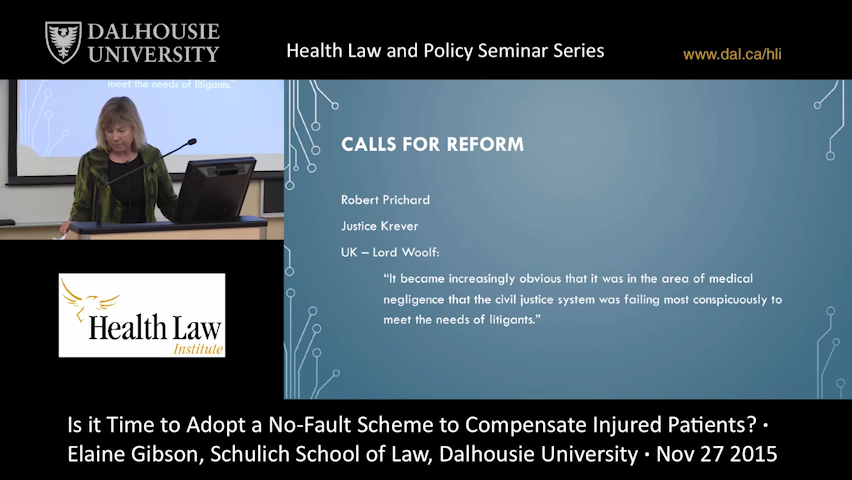 DALHOUSIE
UNIVERSITY
Health Law and Policy Seminar Series
www.dal.ca/hli
meet the needs of litigants.”
CALLS FOR REFORM
Robert Prichard
Justice Krever
UK – Lord Woolf:
“It became increasingly obvious that it was in the area of medical
negligence that the civil justice system was failing most conspicuously to
meet the needs of litigants.”
Health Law
Institute
Is it Time to Adopt a No-Fault Scheme to Compensate Injured Patients? ·
Elaine Gibson, Schulich School of Law, Dalhousie University · Nov 27 2015